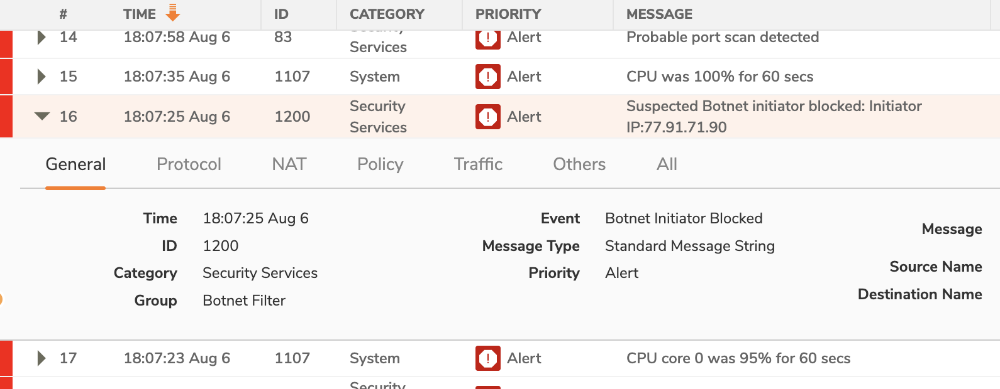 # TIME ID CATEGORY PRIORITY MESSAGE
14 18:07:58 Aug 6 83 Security Services Alert Probable port scan detected
15 18:07:35 Aug 6 1107 System Alert CPU was 100% for 60 secs
16 18:07:25 Aug 6 1200 Security Services Alert Suspected Botnet initiator blocked: Initiator
IP:77.91.71.90
General Protocol NAT Policy Traffic Others All
Time 18:07:25 Aug 6 Event Botnet Initiator Blocked Message
ID 1200 Message Type Standard Message String
Category Security Services Priority Alert Source Name
Group Botnet Filter Destination Name
17 18:07:23 Aug 6 1107 System Alert CPU core 0 was 95% for 60 secs
Security